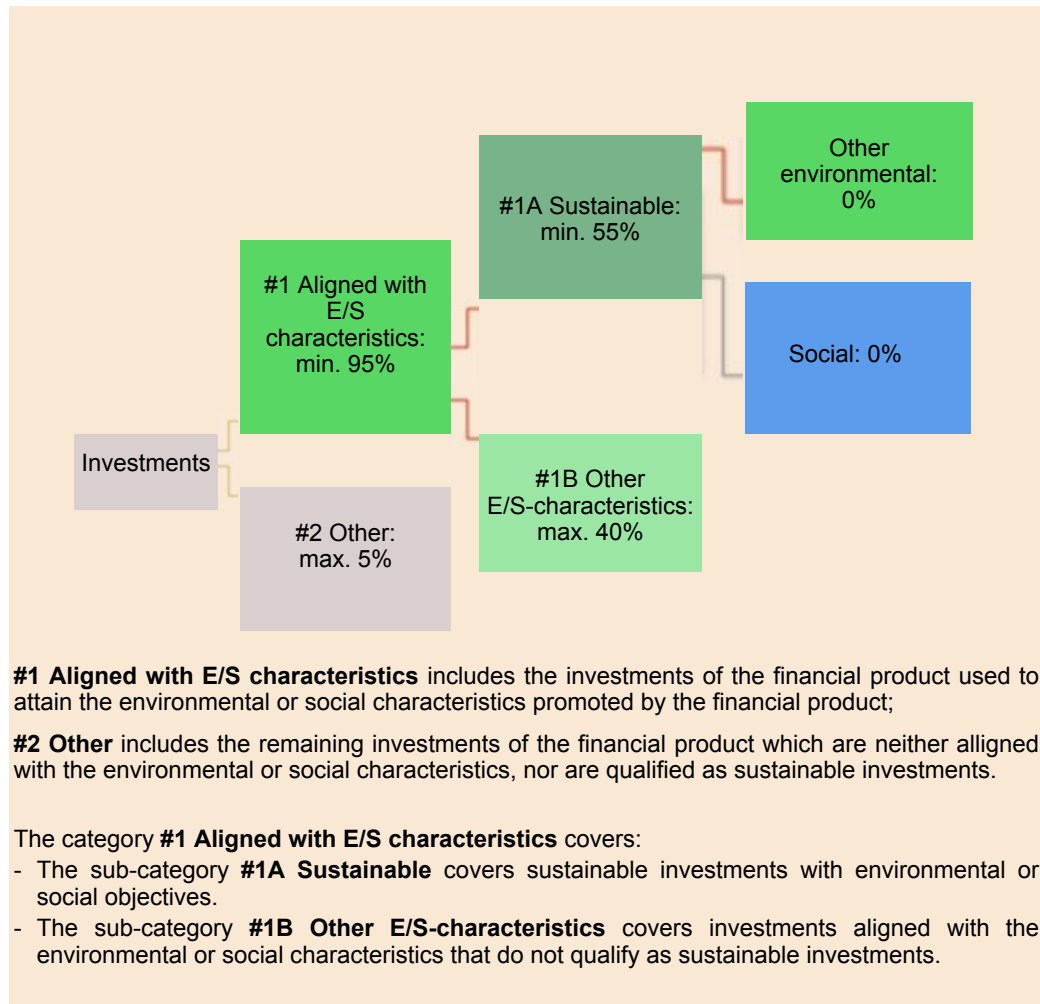 Other
environmental:
0%
#1A Sustainable:
min. 55%
#1 Aligned with
E/S
characteristics:
min. 95%
Social: 0%
Investments
#1B Other
E/S-characteristics:
max. 40%
#2 Other:
max. 5%
#1 Aligned with E/S characteristics includes the investments of the financial product used to
attain the environmental or social characteristics promoted by the financial product;
#2 Other includes the remaining investments of the financial product which are neither alligned
with the environmental or social characteristics, nor are qualified as sustainable investments.
The category #1 Aligned with E/S characteristics covers:
- The sub-category #1A Sustainable covers sustainable investments with environmental or
social objectives.
- The sub-category #1B Other E/S-characteristics covers investments aligned with the
environmental or social characteristics that do not qualify as sustainable investments.